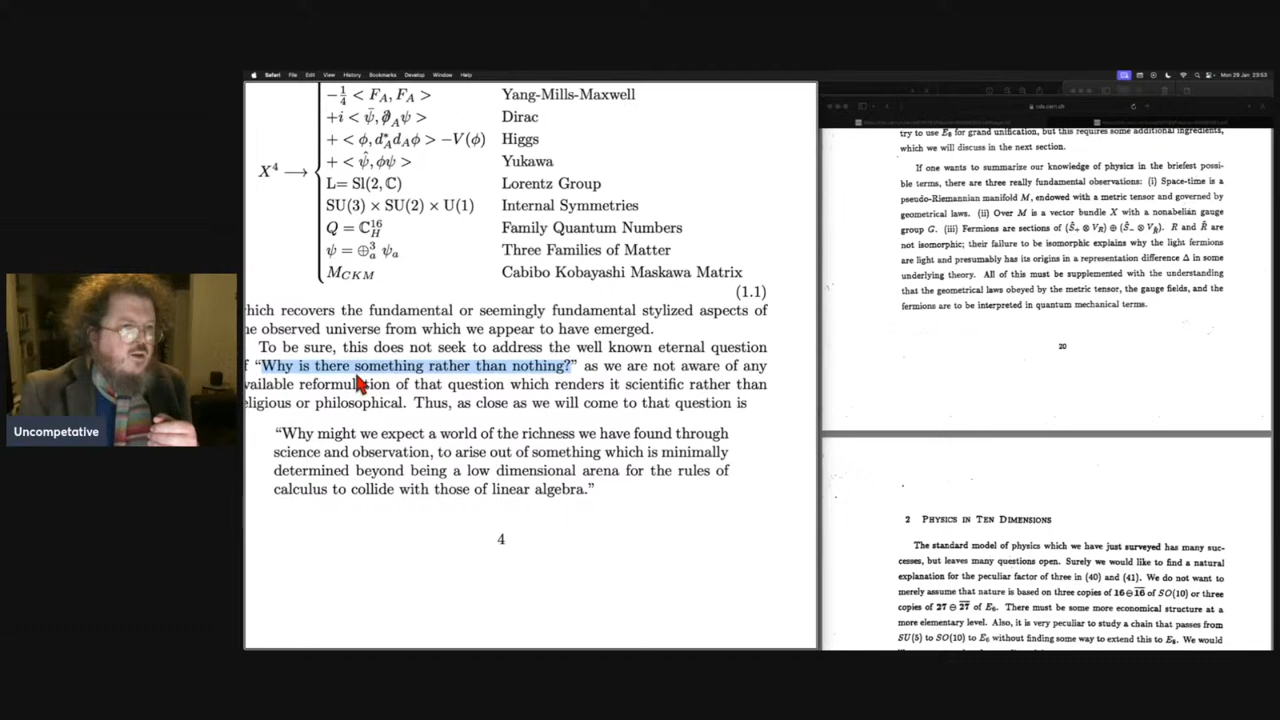 Safari File Edit View History Bookmarks Develop Window Help
Mon 29 Jan 23:53
−¼ < F_A, F_A > Yang-Mills-Maxwell
+i < ψ̄, ∂̸_Aψ > Dirac
+ < φ, d*_A d_Aφ > −V(φ) Higgs
+ < ψ̂, φψ > Yukawa
X⁴ ⟶
L= Sl(2, ℂ) Lorentz Group
SU(3) × SU(2) × U(1) Internal Symmetries
Q = ℂ¹⁶_H Family Quantum Numbers
ψ = ⊕³_a ψ_a Three Families of Matter
M_CKM Cabibo Kobayashi Maskawa Matrix
(1.1)
hich recovers the fundamental or seemingly fundamental stylized aspects of
e observed universe from which we appear to have emerged.
To be sure, this does not seek to address the well known eternal question
f “Why is there something rather than nothing?” as we are not aware of any
vailable reformulation of that question which renders it scientific rather than
eligious or philosophical. Thus, as close as we will come to that question is
“Why might we expect a world of the richness we have found through
science and observation, to arise out of something which is minimally
determined beyond being a low dimensional arena for the rules of
calculus to collide with those of linear algebra.”
4
try to use E₈ for grand unification, but this requires some additional ingredients,
which we will discuss in the next section.
If one wants to summarize our knowledge of physics in the briefest possi-
ble terms, there are three really fundamental observations: (i) Space-time is a
pseudo-Riemannian manifold M, endowed with a metric tensor and governed by
geometrical laws. (ii) Over M is a vector bundle X with a nonabelian gauge
group G. (iii) Fermions are sections of (Ŝ₊ ⊗ V_R) ⊕ (Ŝ₋ ⊗ V_R̃). R and R̃ are
not isomorphic; their failure to be isomorphic explains why the light fermions
are light and presumably has its origins in a representation difference Δ in some
underlying theory. All of this must be supplemented with the understanding
that the geometrical laws obeyed by the metric tensor, the gauge fields, and the
fermions are to be interpreted in quantum mechanical terms.
20
2 PHYSICS IN TEN DIMENSIONS
The standard model of physics which we have just surveyed has many suc-
cesses, but leaves many questions open. Surely we would like to find a natural
explanation for the peculiar factor of three in (40) and (41). We do not want to
merely assume that nature is based on three copies of 16⊖1̅6̅ of SO(10) or three
copies of 27 ⊖ 2̅7̅ of E₆. There must be some more economical structure at a
more elementary level. Also, it is very peculiar to study a chain that passes from
SU(5) to SO(10) to E₆ without finding some way to extend this to E₈. We would
Uncompetative